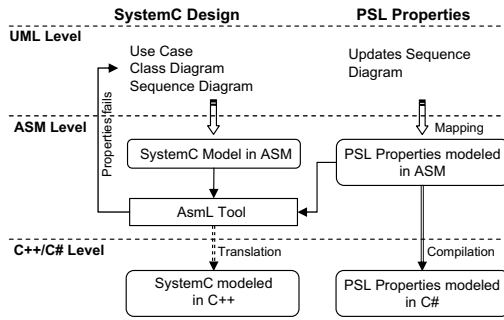 SystemC Design PSL Properties
UML Level
Use Case
Class Diagram
Sequence Diagram
Updates Sequence
Diagram
Properties fails
ASM Level
Mapping
SystemC Model in ASM
PSL Properties modeled
in ASM
AsmL Tool
C++/C# Level
Translation
Compilation
SystemC modeled
in C++
PSL Properties modeled
in C#